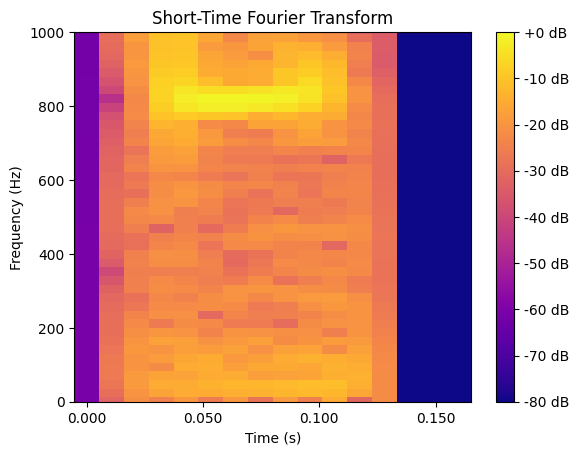 Short-Time Fourier Transform
1000
800
600
400
200
0
Frequency (Hz)
0.000
0.050
0.100
0.150
Time (s)
+0 dB
-10 dB
-20 dB
-30 dB
-40 dB
-50 dB
-60 dB
-70 dB
-80 dB